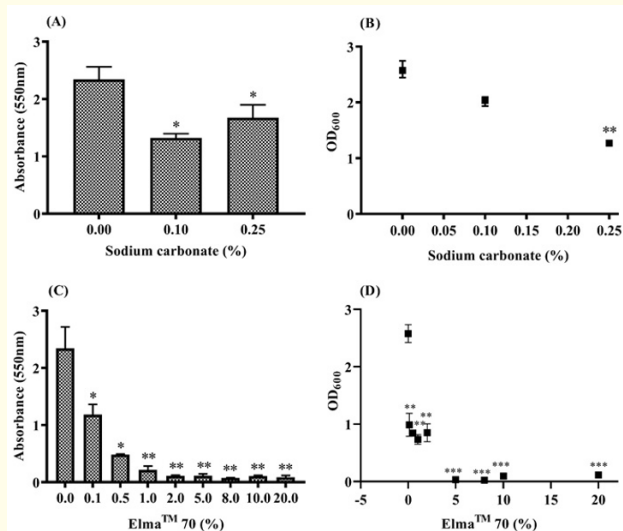 (A)
3
2
1
0
Absorbance (550nm)
*
*
0.00 0.10 0.25
Sodium carbonate (%)
(B)
3
2
1
0
OD600
**
0.00 0.05 0.10 0.15 0.20 0.25
Sodium carbonate (%)
(C)
3
2
1
0
Absorbance (550nm)
* * ** ** ** ** ** **
0.0 0.1 0.5 1.0 2.0 5.0 8.0 10.0 20.0
Elma™ 70 (%)
(D)
3
2
1
0
OD600
** ** ** *** *** *** ***
-5 0 5 10 15 20
Elma™ 70 (%)